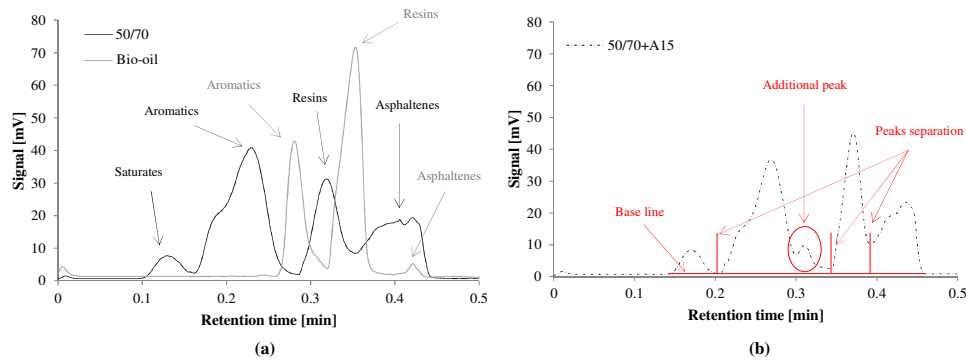 80
70
60
50
40
30
20
10
0
Signal [mV]
50/70
Bio-oil
Resins
Aromatics
Aromatics
Resins
Asphaltenes
Saturates
Asphaltenes
0
0.1
0.2
0.3
0.4
0.5
Retention time [min]
(a)
80
70
60
50
40
30
20
10
0
Signal [mV]
50/70+A15
Additional peak
Peaks separation
Base line
0
0.1
0.2
0.3
0.4
0.5
Retention time [min]
(b)